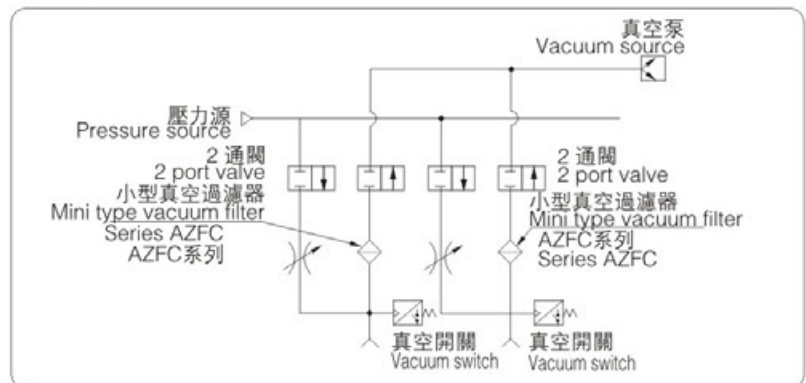 真空泵
Vacuum source
壓力源
Pressure source
2 通閥
2 port valve
小型真空過濾器
Mini type vacuum filter
Series AZFC
AZFC系列
2 通閥
2 port valve
小型真空過濾器
Mini type vacuum filter
AZFC系列
Series AZFC
真空開關
Vacuum switch
真空開關
Vacuum switch